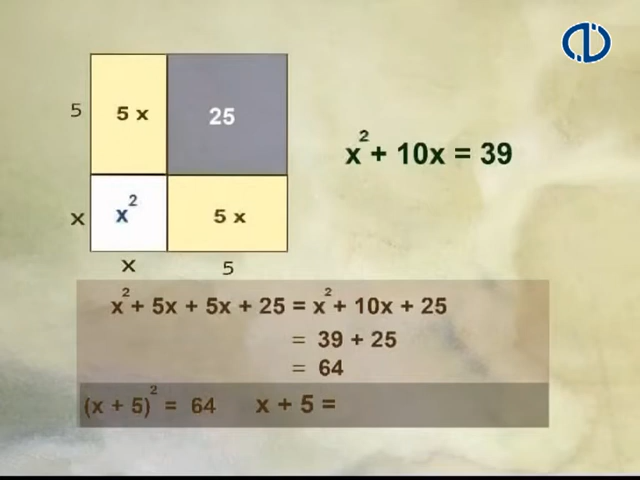 5
5 x
25
x² + 10x = 39
x
x²
5 x
x
5
x² + 5x + 5x + 25 = x² + 10x + 25
= 39 + 25
= 64
(x + 5)² = 64 x + 5 =